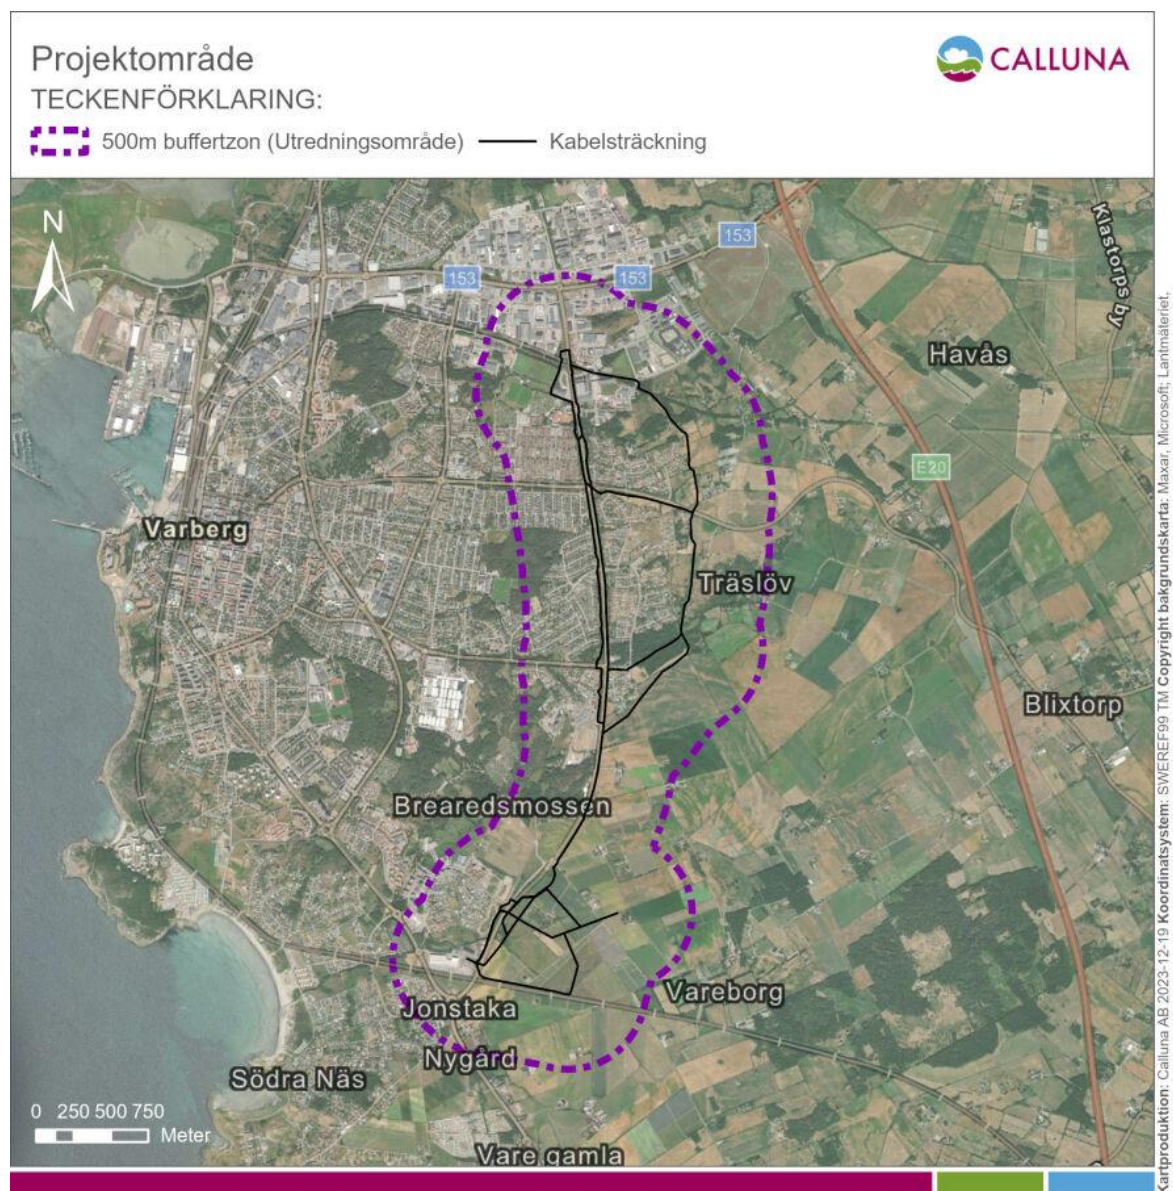 Projektområde
CALLUNA
TECKENFÖRKLARING:
500m buffertzon (Utredningsområde) Kabelsträckning
N
153
153
153
Klastorps by
Havås
E20
Varberg
Träslöv
Blixtorp
Brearedsmossen
Vareborg
Jonstaka
Nygård
Södra Näs
0 250 500 750
Meter
Vare gamla
Kartproduktion: Calluna AB 2023-12-19 Koordinatsystem: SWEREF99 TM Copyright bakgrundskarta: Maxar, Microsoft, Lantmäteriet,